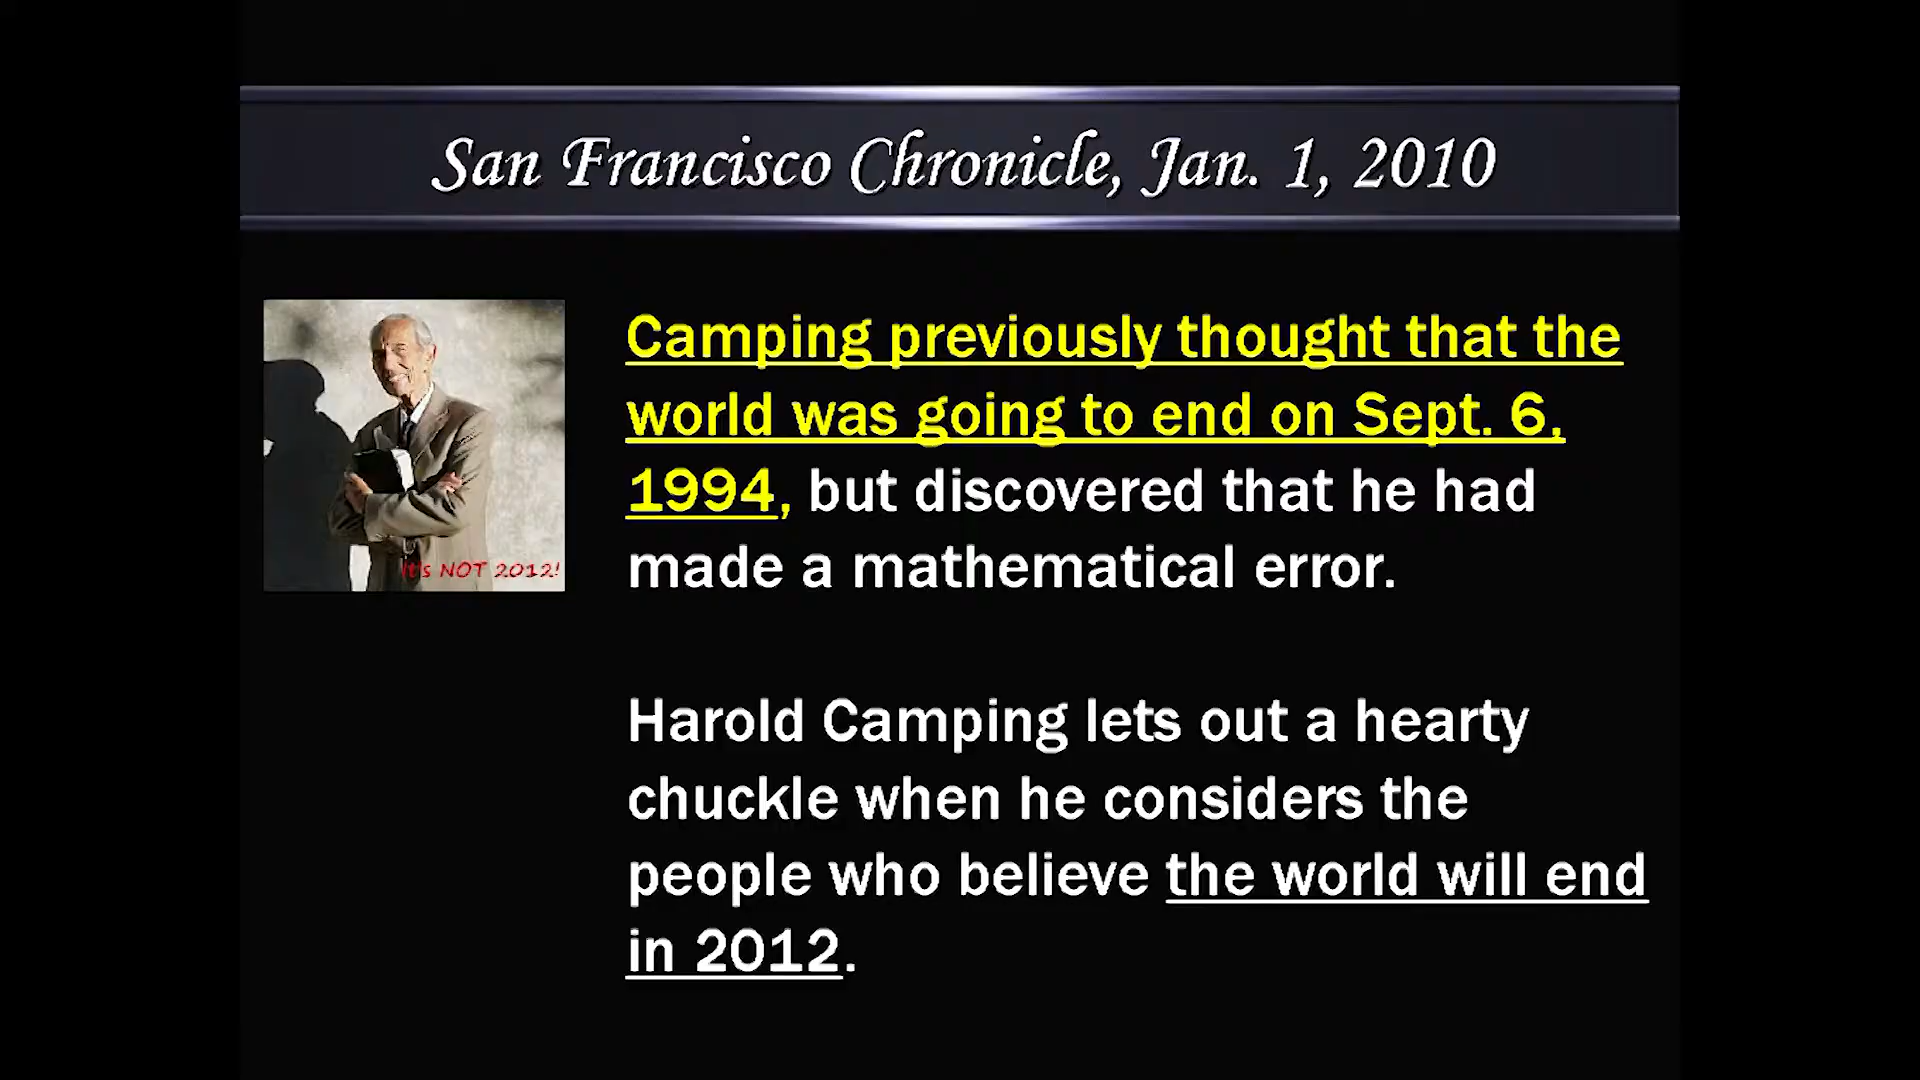 San Francisco Chronicle, Jan. 1, 2010
Camping previously thought that the
world was going to end on Sept. 6,
1994, but discovered that he had
made a mathematical error.
It's NOT 2012!
Harold Camping lets out a hearty
chuckle when he considers the
people who believe the world will end
in 2012.